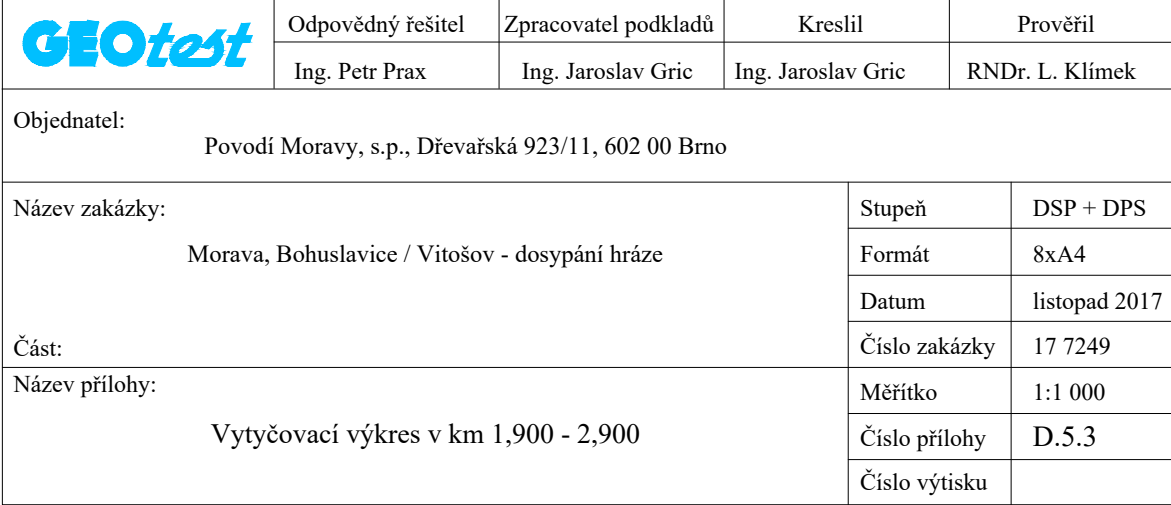 GEOtest
Odpovědný řešitel Zpracovatel podkladů Kreslil Prověřil
Ing. Petr Prax Ing. Jaroslav Gric Ing. Jaroslav Gric RNDr. L. Klímek
Objednatel:
Povodí Moravy, s.p., Dřevařská 923/11, 602 00 Brno
Název zakázky:
Morava, Bohuslavice / Vitošov - dosypání hráze
Část:
Stupeň DSP + DPS
Formát 8xA4
Datum listopad 2017
Číslo zakázky 17 7249
Název přílohy:
Vytyčovací výkres v km 1,900 - 2,900
Měřítko 1:1 000
Číslo přílohy D.5.3
Číslo výtisku